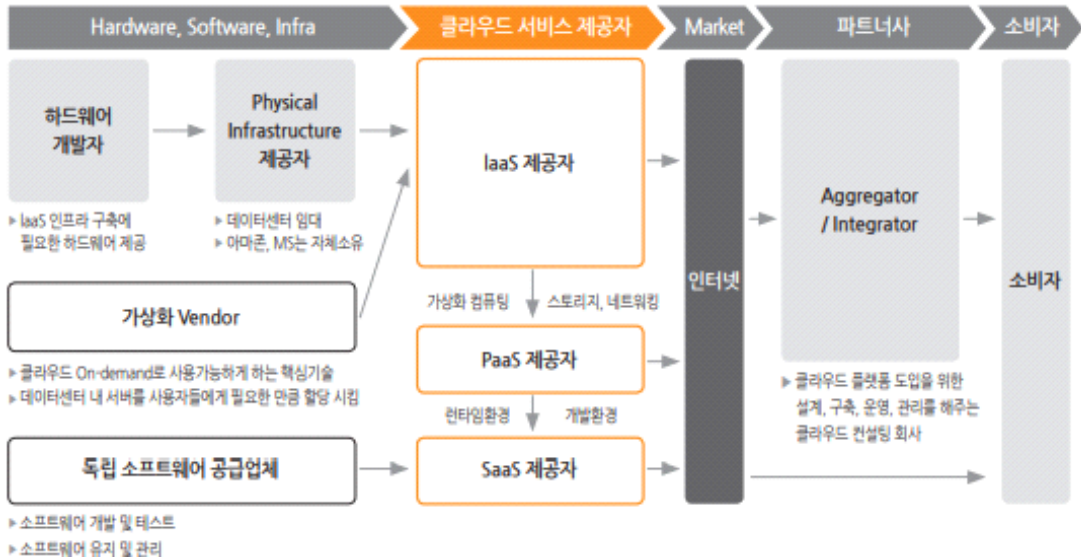 Hardware, Software, Infra
클라우드 서비스 제공자
Market
파트너사
소비자
하드웨어
개발자
Physical
Infrastructure
제공자
IaaS 제공자
▶ IaaS 인프라 구축에
필요한 하드웨어 제공
▶ 데이터센터 임대
▶ 아마존, MS는 자체소유
Aggregator
/ Integrator
인터넷
소비자
가상화 Vendor
가상화 컴퓨팅
스토리지, 네트워킹
PaaS 제공자
▶ 클라우드 On-demand로 사용가능하게 하는 핵심기술
▶ 데이터센터 내 서버를 사용자들에게 필요한 만큼 할당 시킴
▶ 클라우드 플랫폼 도입을 위한
설계, 구축, 운영, 관리를 해주는
클라우드 컨설팅 회사
런타임환경
개발환경
독립 소프트웨어 공급업체
SaaS 제공자
▶ 소프트웨어 개발 및 테스트
▶ 소프트웨어 유지 및 관리